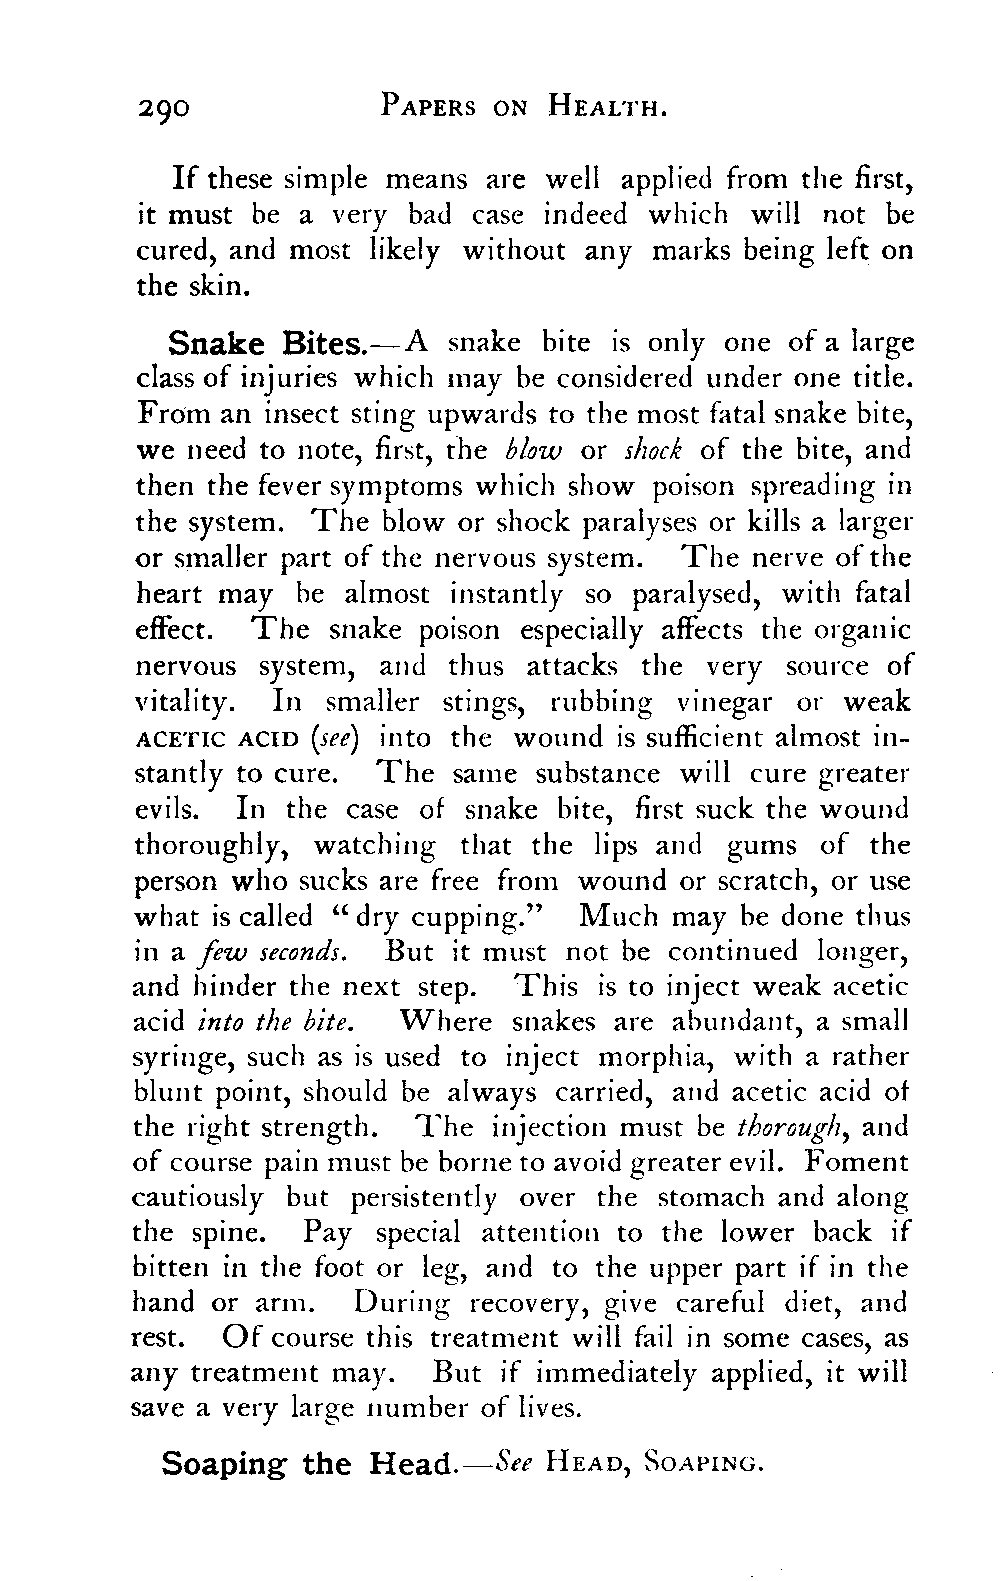 290 PAPERS ON HEALTH.
If these simple means are well applied from the first,
it must be a very bad case indeed which will not be
cured, and most likely without any marks being left on
the skin.
Snake Bites.—A snake bite is only one of a large
class of injuries which may be considered under one title.
From an insect sting upwards to the most fatal snake bite,
we need to note, first, the blow or shock of the bite, and
then the fever symptoms which show poison spreading in
the system. The blow or shock paralyses or kills a larger
or smaller part of the nervous system. The nerve of the
heart may be almost instantly so paralysed, with fatal
effect. The snake poison especially affects the organic
nervous system, and thus attacks the very source of
vitality. In smaller stings, rubbing vinegar or weak
ACETIC ACID (see) into the wound is sufficient almost in-
stantly to cure. The same substance will cure greater
evils. In the case of snake bite, first suck the wound
thoroughly, watching that the lips and gums of the
person who sucks are free from wound or scratch, or use
what is called “dry cupping.” Much may be done thus
in a few seconds. But it must not be continued longer,
and hinder the next step. This is to inject weak acetic
acid into the bite. Where snakes are abundant, a small
syringe, such as is used to inject morphia, with a rather
blunt point, should be always carried, and acetic acid of
the right strength. The injection must be thorough, and
of course pain must be borne to avoid greater evil. Foment
cautiously but persistently over the stomach and along
the spine. Pay special attention to the lower back if
bitten in the foot or leg, and to the upper part if in the
hand or arm. During recovery, give careful diet, and
rest. Of course this treatment will fail in some cases, as
any treatment may. But if immediately applied, it will
save a very large number of lives.
Soaping the Head.—See HEAD, SOAPING.